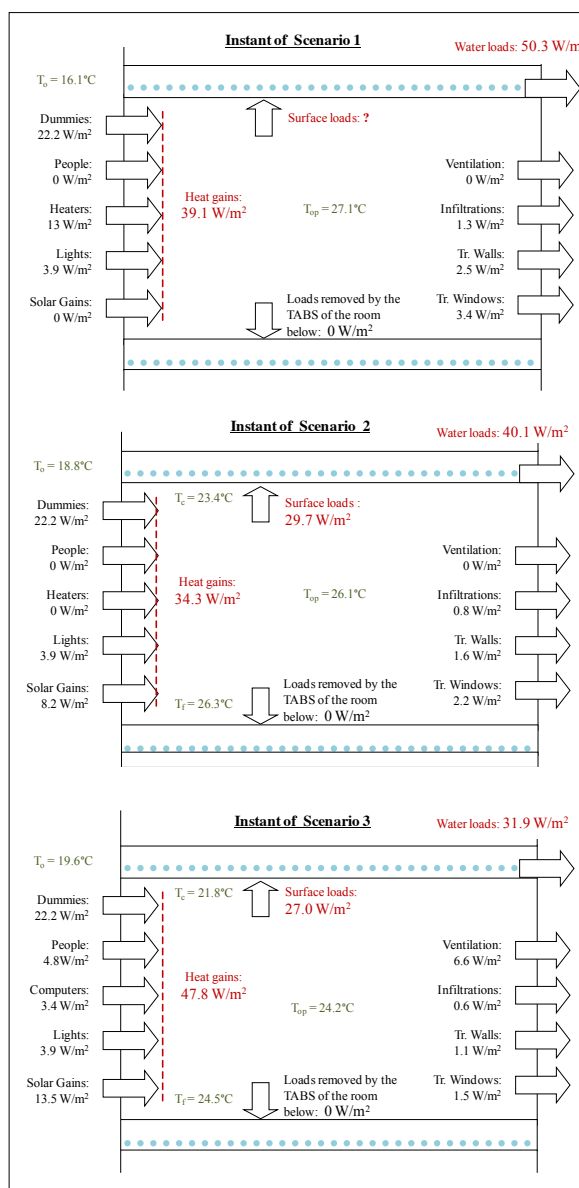 Instant of Scenario 1
Water loads: 50.3 W/m
T_o = 16.1°C
Dummies:
22.2 W/m²
Surface loads: ?
People:
0 W/m²
Ventilation:
0 W/m²
Heat gains:
39.1 W/m²
T_op = 27.1°C
Heaters:
13 W/m²
Infiltrations:
1.3 W/m²
Lights:
3.9 W/m²
Tr. Walls:
2.5 W/m²
Solar Gains:
0 W/m²
Loads removed by the
TABS of the room
below: 0 W/m²
Tr. Windows:
3.4 W/m²
Instant of Scenario 2
Water loads: 40.1 W/m²
T_o = 18.8°C
Dummies:
22.2 W/m²
T_c = 23.4°C
Surface loads :
29.7 W/m²
People:
0 W/m²
Ventilation:
0 W/m²
Heat gains:
34.3 W/m²
T_op = 26.1°C
Heaters:
0 W/m²
Infiltrations:
0.8 W/m²
Lights:
3.9 W/m²
Tr. Walls:
1.6 W/m²
Solar Gains:
8.2 W/m²
T_f = 26.3°C
Loads removed by the
TABS of the room
below: 0 W/m²
Tr. Windows:
2.2 W/m²
Instant of Scenario 3
Water loads: 31.9 W/m²
T_o = 19.6°C
Dummies:
22.2 W/m²
T_c = 21.8°C
Surface loads:
27.0 W/m²
People:
4.8W/m²
Ventilation:
6.6 W/m²
Heat gains:
47.8 W/m²
T_op = 24.2°C
Computers:
3.4 W/m²
Infiltrations:
0.6 W/m²
Lights:
3.9 W/m²
Tr. Walls:
1.1 W/m²
Solar Gains:
13.5 W/m²
T_f = 24.5°C
Loads removed by the
TABS of the room
below: 0 W/m²
Tr. Windows:
1.5 W/m²